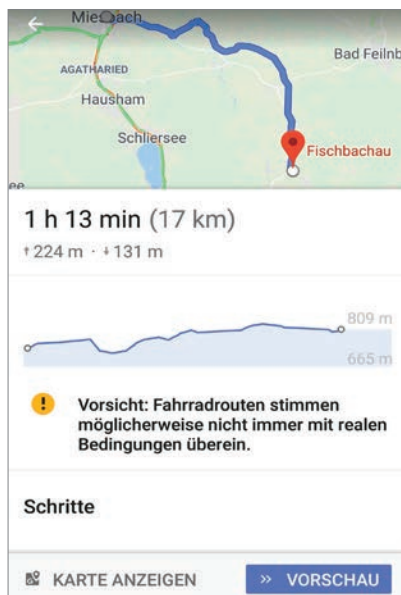 Miesbach
Bad Feilnb
AGATHARIED
Hausham
Schliersee
Fischbachau
ee
1 h 13 min (17 km)
224 m · 131 m
809 m
665 m
Vorsicht: Fahrradrouten stimmen
möglicherweise nicht immer mit realen
Bedingungen überein.
Schritte
KARTE ANZEIGEN
VORSCHAU